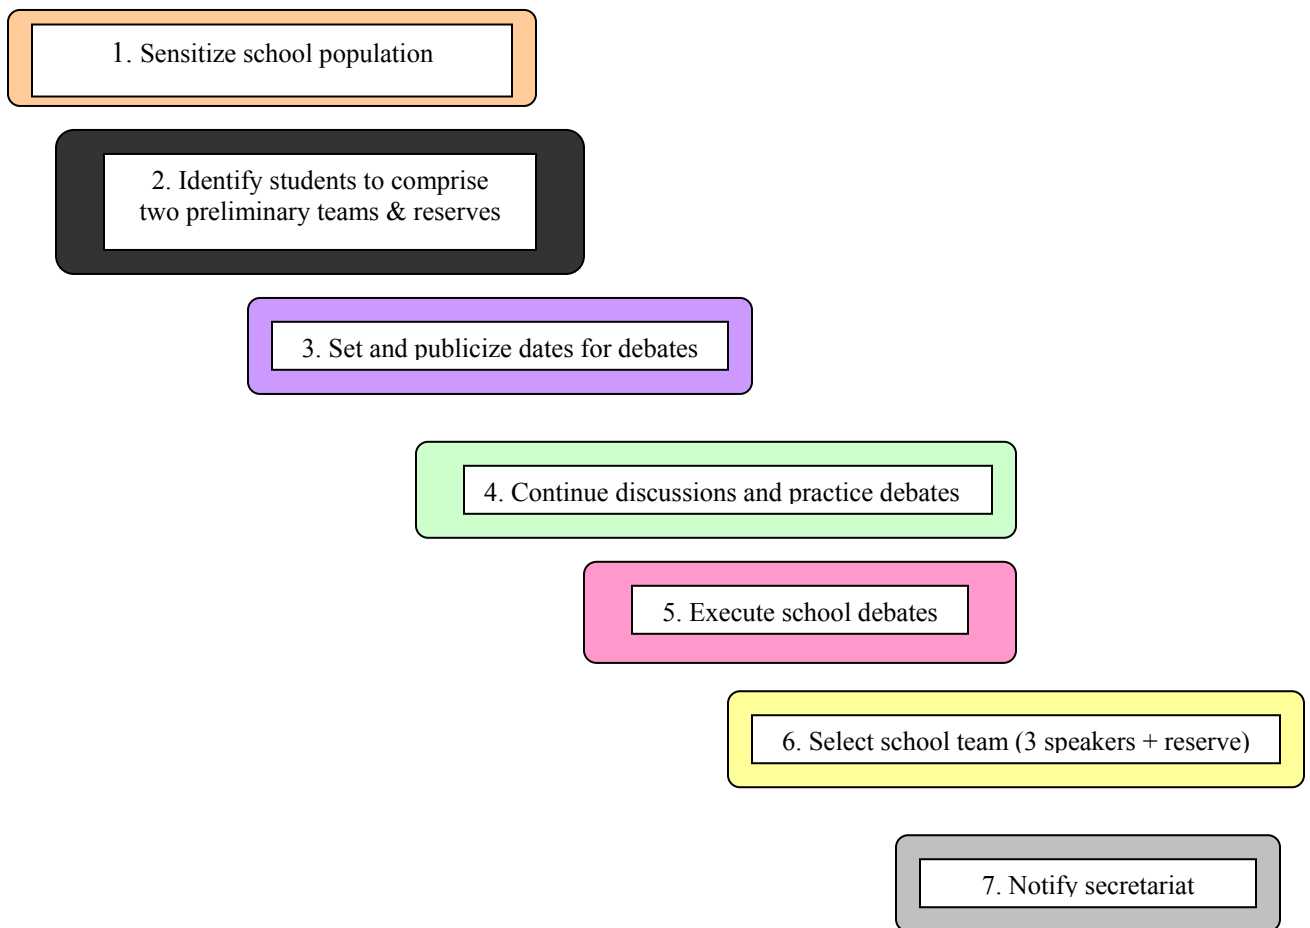 1. Sensitize school population
2. Identify students to comprise
two preliminary teams & reserves
3. Set and publicize dates for debates
4. Continue discussions and practice debates
5. Execute school debates
6. Select school team (3 speakers + reserve)
7. Notify secretariat